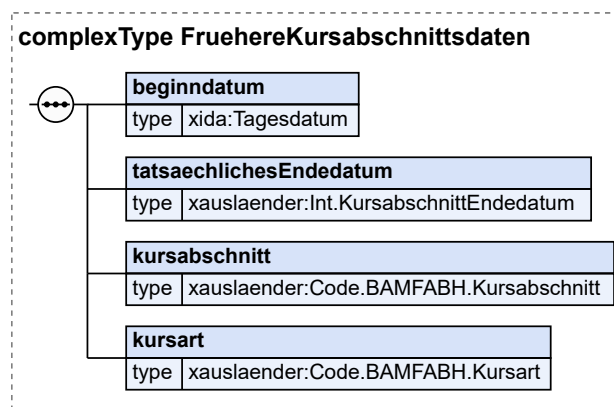 complexType FruehereKursabschnittsdaten
beginndatum
type xida:Tagesdatum
tatsaechlichesEndedatum
type xauslaender:Int.KursabschnittEndedatum
kursabschnitt
type xauslaender:Code.BAMFABH.Kursabschnitt
kursart
type xauslaender:Code.BAMFABH.Kursart